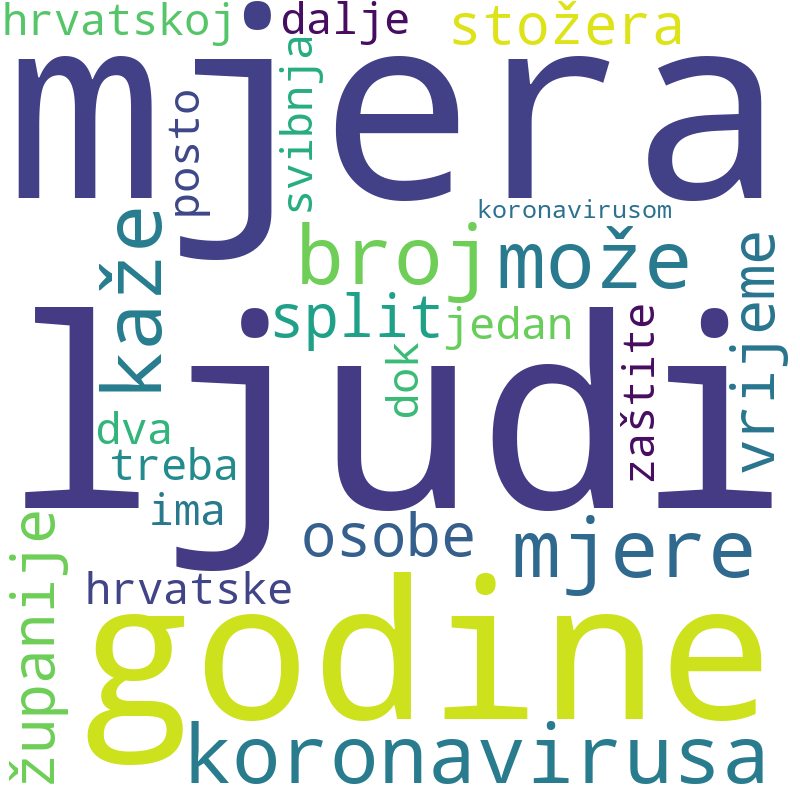 hrvatskoj
dalje
stožera
mjera
posto
svibnja
koronavirusom
kaže
broj
može
vrijeme
split
jedan
ljudi
dok
zaštite
dva
treba
ima
županije
osobe
mjere
hrvatske
godine
koronavirusa